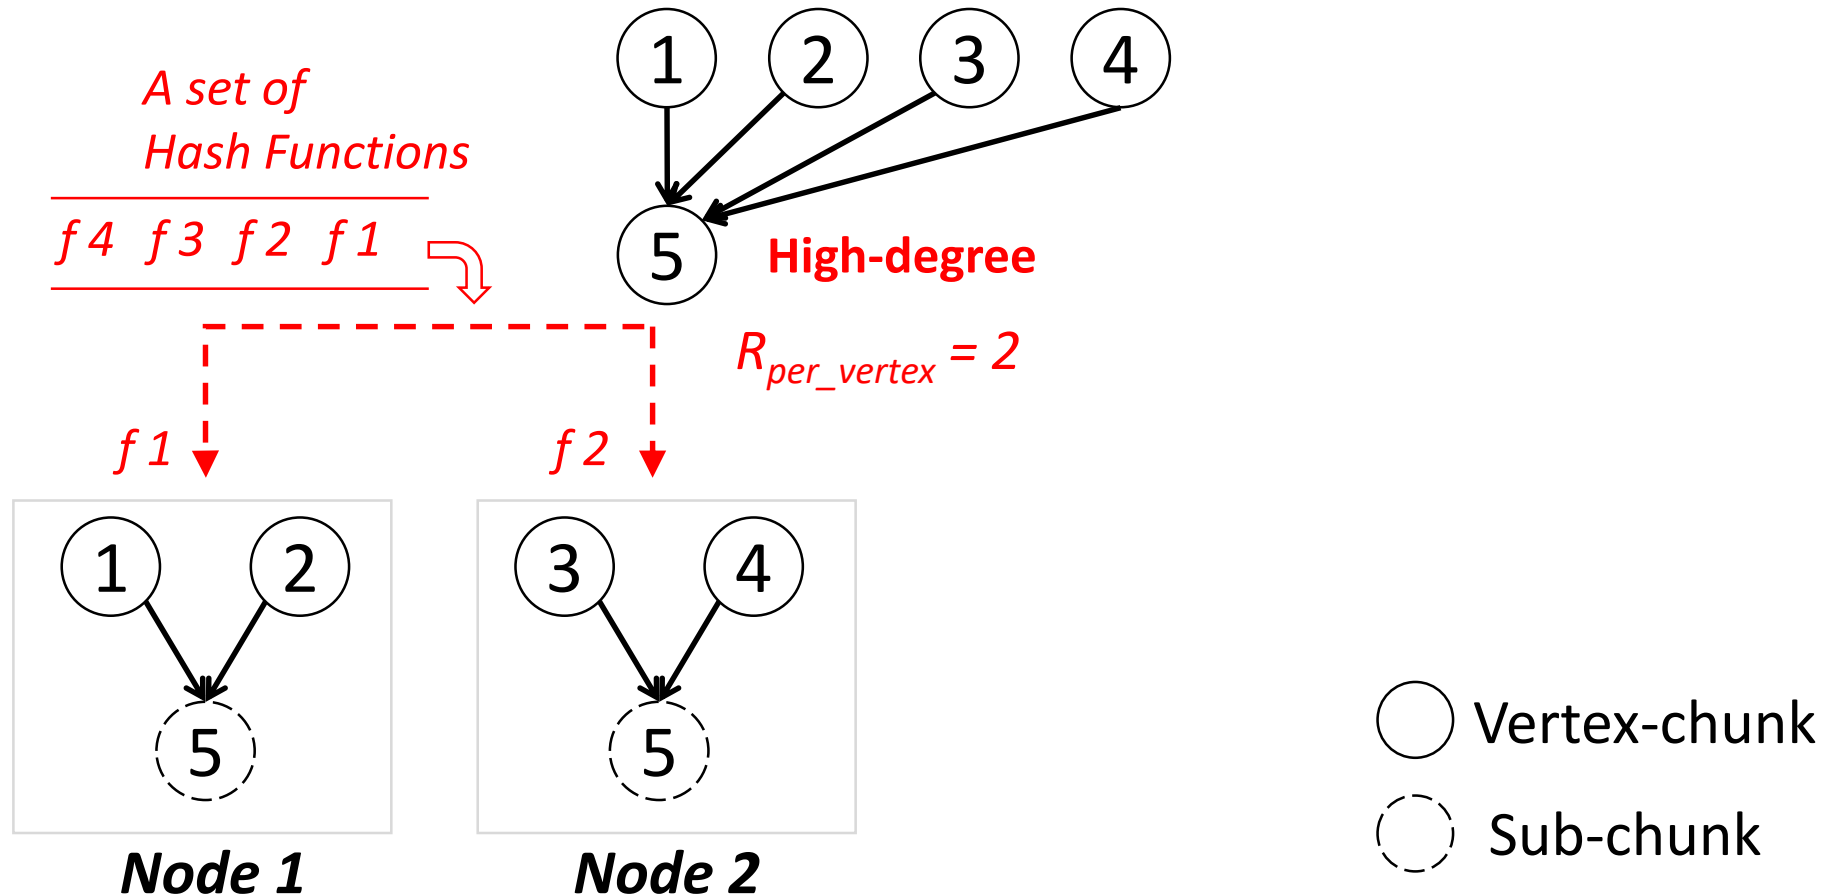 1 2 3 4
A set of
Hash Functions
f 4 f 3 f 2 f 1
5 High-degree
R_per_vertex = 2
f 1 f 2
1 2 3 4
5 5
Vertex-chunk
Sub-chunk
Node 1 Node 2